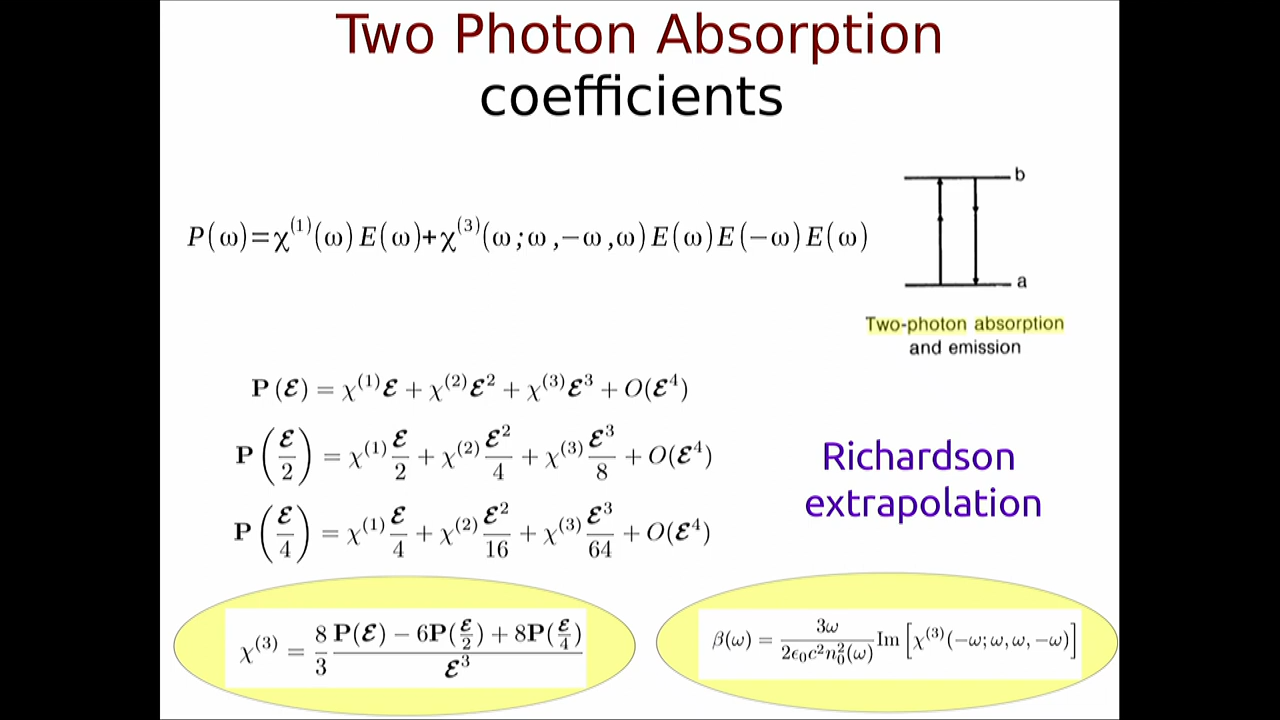 Two Photon Absorption
coefficients
P(ω)=χ⁽¹⁾(ω)E(ω)+χ⁽³⁾(ω;ω,−ω,ω)E(ω)E(−ω)E(ω)
b
a
Two-photon absorption
and emission
P(ℰ) = χ⁽¹⁾ℰ + χ⁽²⁾ℰ² + χ⁽³⁾ℰ³ + O(ℰ⁴)
P(ℰ/2) = χ⁽¹⁾ ℰ/2 + χ⁽²⁾ ℰ²/4 + χ⁽³⁾ ℰ³/8 + O(ℰ⁴)
P(ℰ/4) = χ⁽¹⁾ ℰ/4 + χ⁽²⁾ ℰ²/16 + χ⁽³⁾ ℰ³/64 + O(ℰ⁴)
Richardson
extrapolation
χ⁽³⁾ = 8/3 (P(ℰ) − 6P(ℰ/2) + 8P(ℰ/4))/ℰ³
β(ω) = 3ω/(2ϵ₀c²n₀²(ω)) Im [χ⁽³⁾(−ω; ω, ω, −ω)]